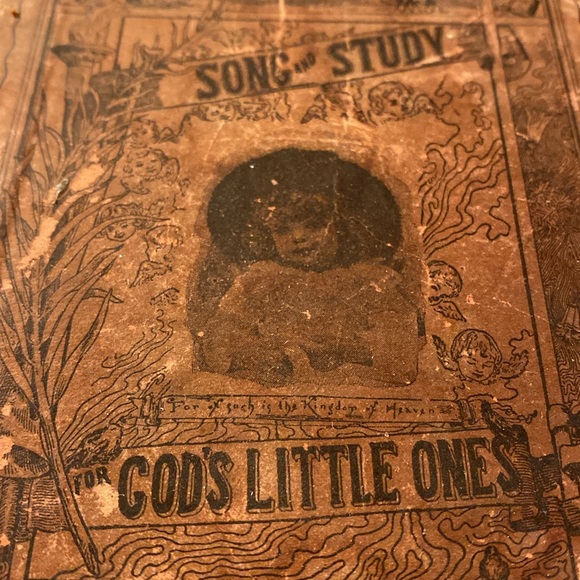 SONG AND STUDY
For of such is the Kingdom of Heaven
FOR GOD'S LITTLE ONES